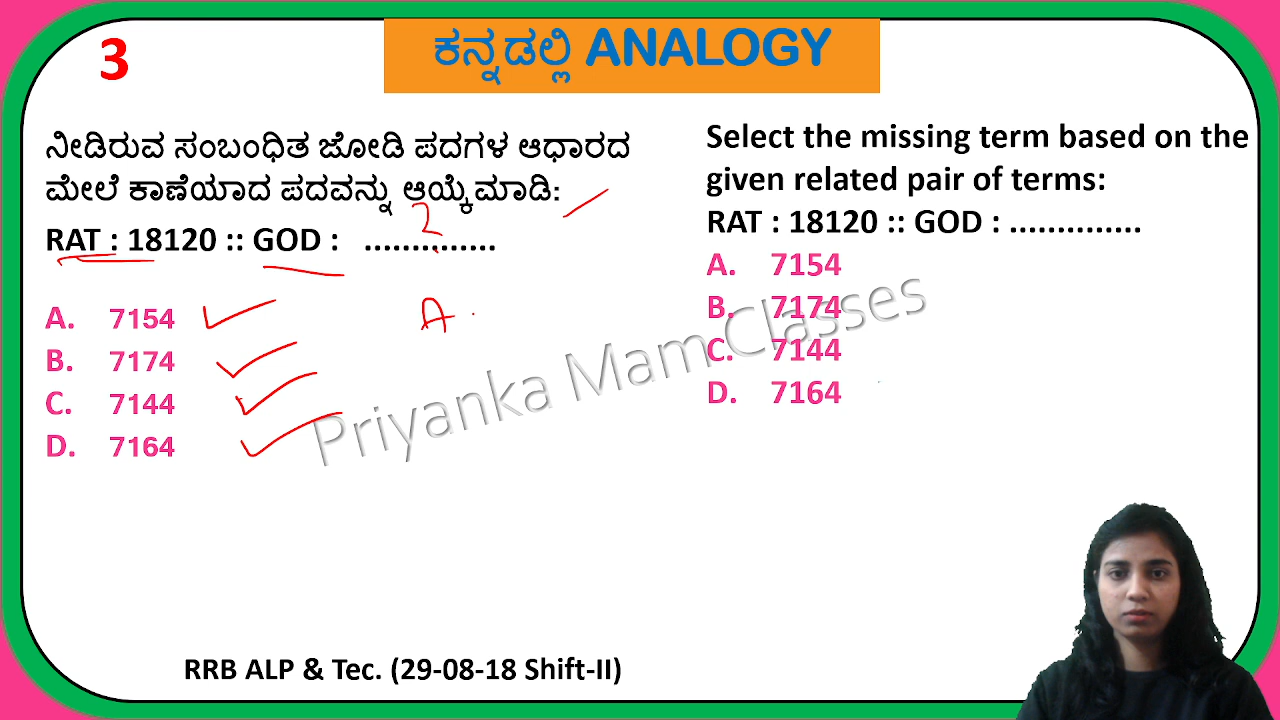 3
ಕನ್ನಡಲ್ಲಿ ANALOGY
ನೀಡಿರುವ ಸಂಬಂಧಿತ ಜೋಡಿ ಪದಗಳ ಆಧಾರದ
ಮೇಲೆ ಕಾಣೆಯಾದ ಪದವನ್ನು ಆಯ್ಕೆಮಾಡಿ:
RAT : 18120 :: GOD : ..............
?
A. 7154
B. 7174
C. 7144
D. 7164
A
Select the missing term based on the
given related pair of terms:
RAT : 18120 :: GOD : ..............
A. 7154
B. 7174
C. 7144
D. 7164
Priyanka Mam Classes
RRB ALP & Tec. (29-08-18 Shift-II)